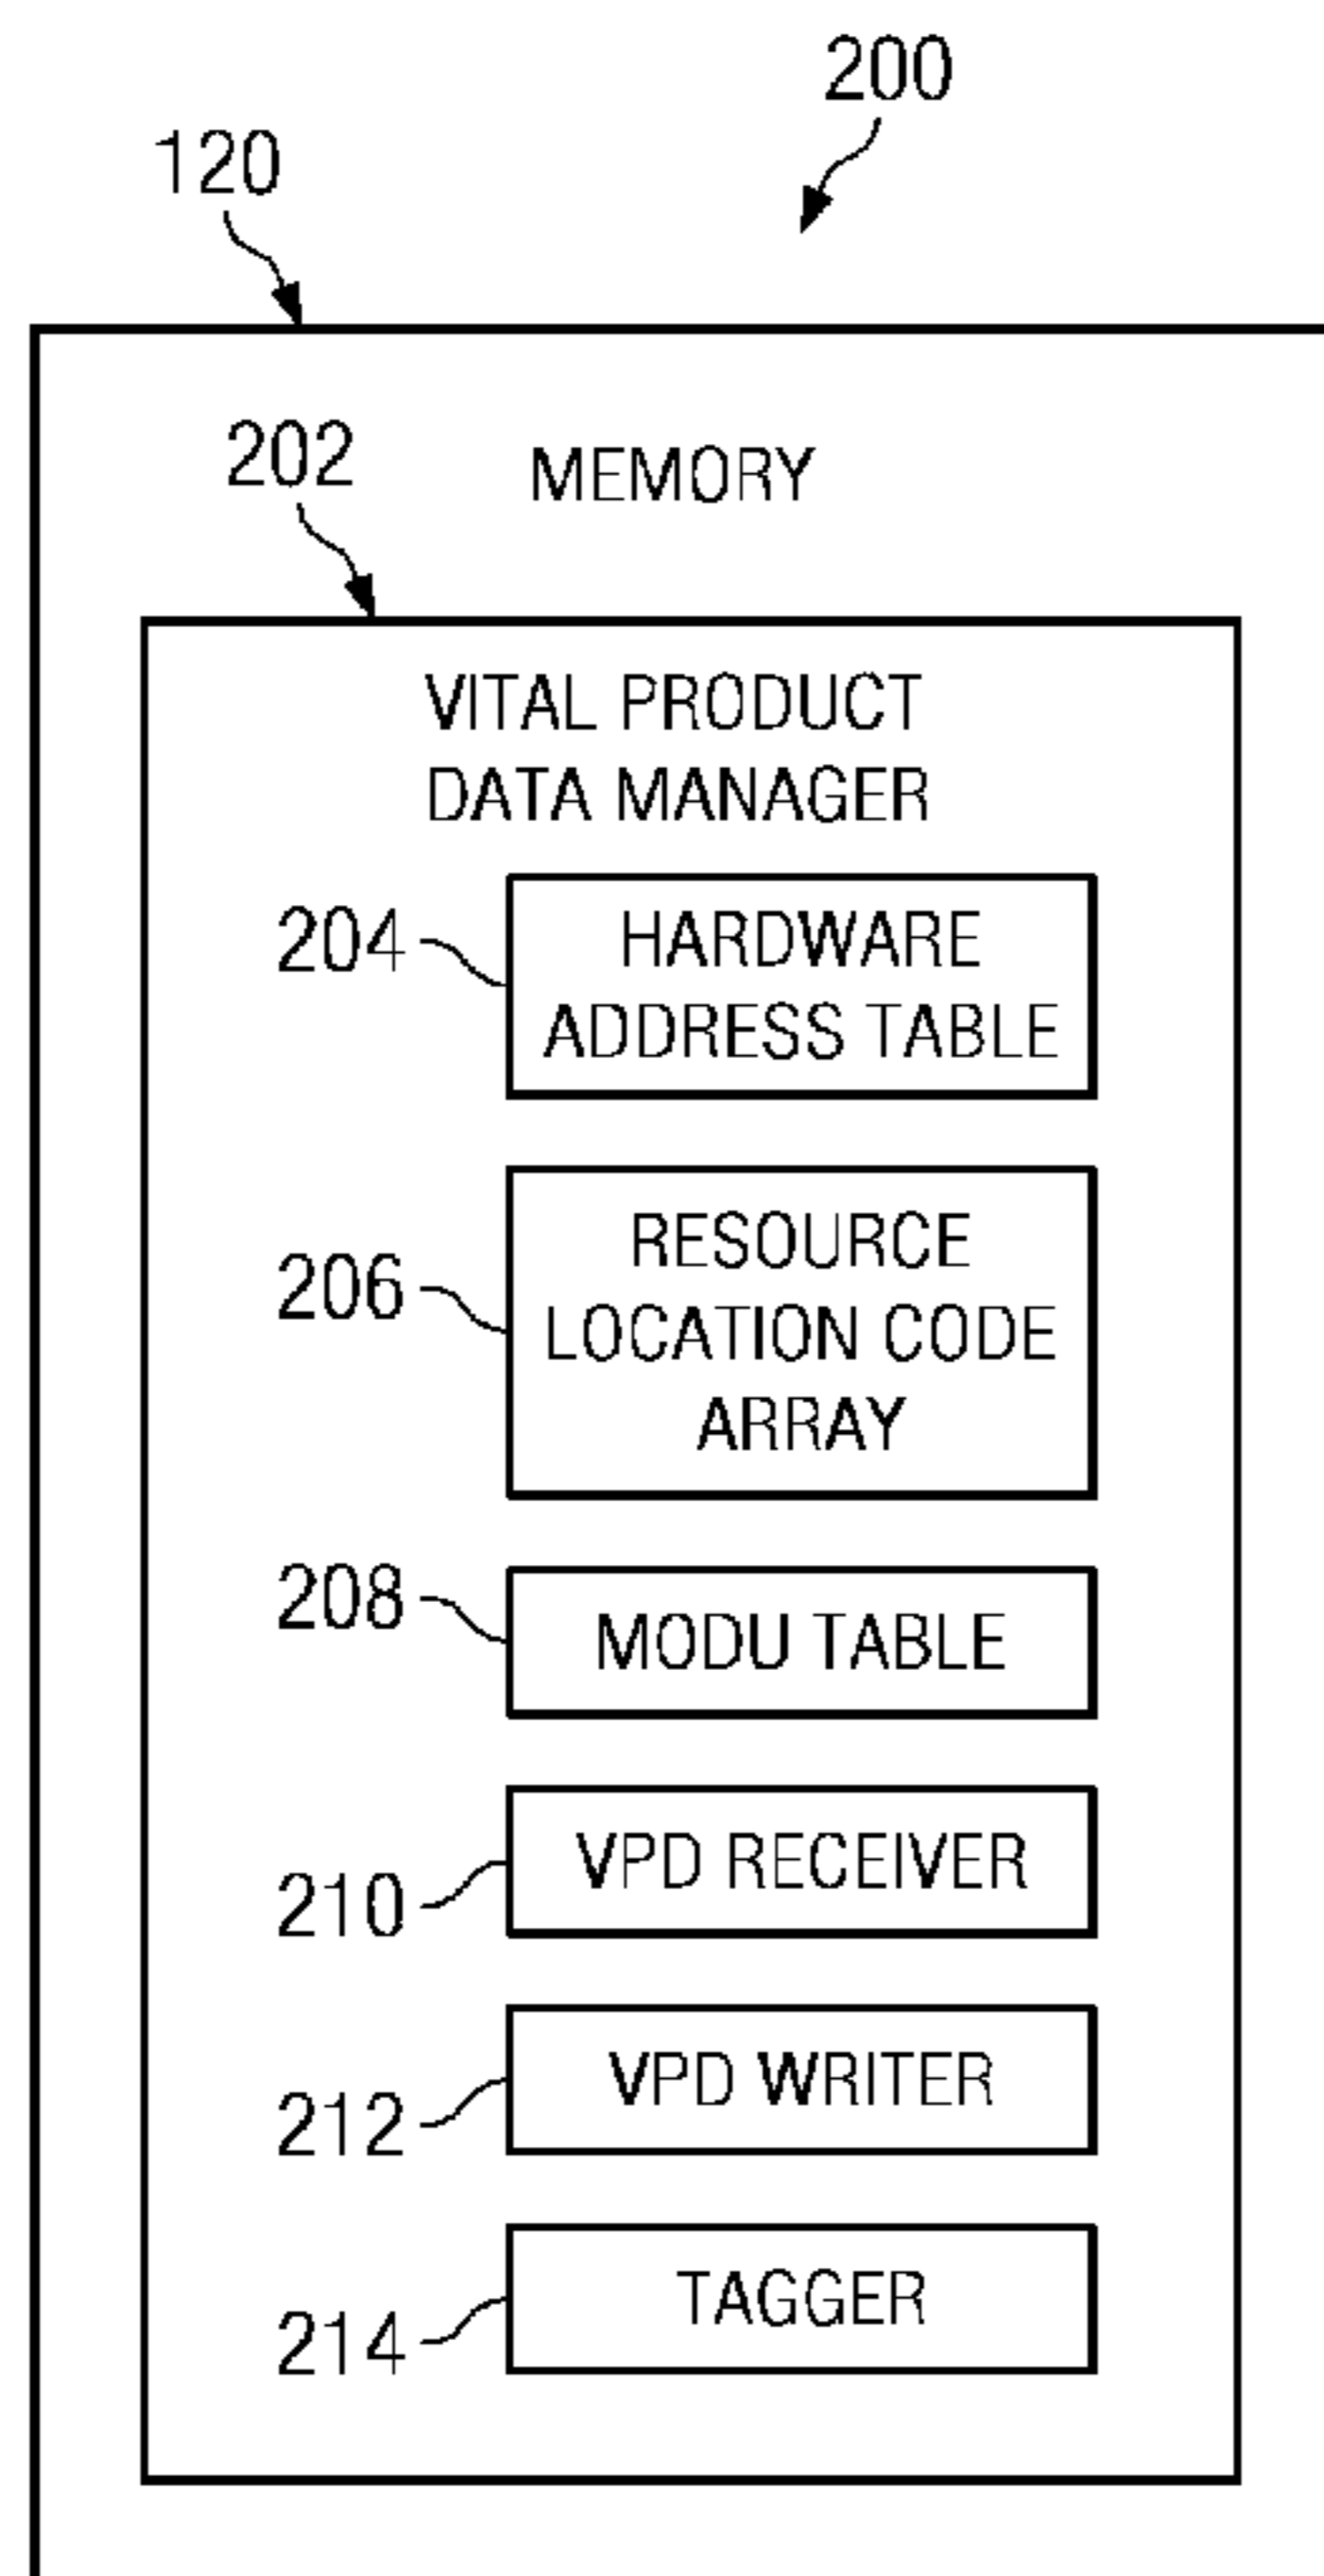 200
120
202
MEMORY
VITAL PRODUCT
DATA MANAGER
204
HARDWARE
ADDRESS TABLE
206
RESOURCE
LOCATION CODE
ARRAY
208
MODU TABLE
210
VPD RECEIVER
212
VPD WRITER
214
TAGGER